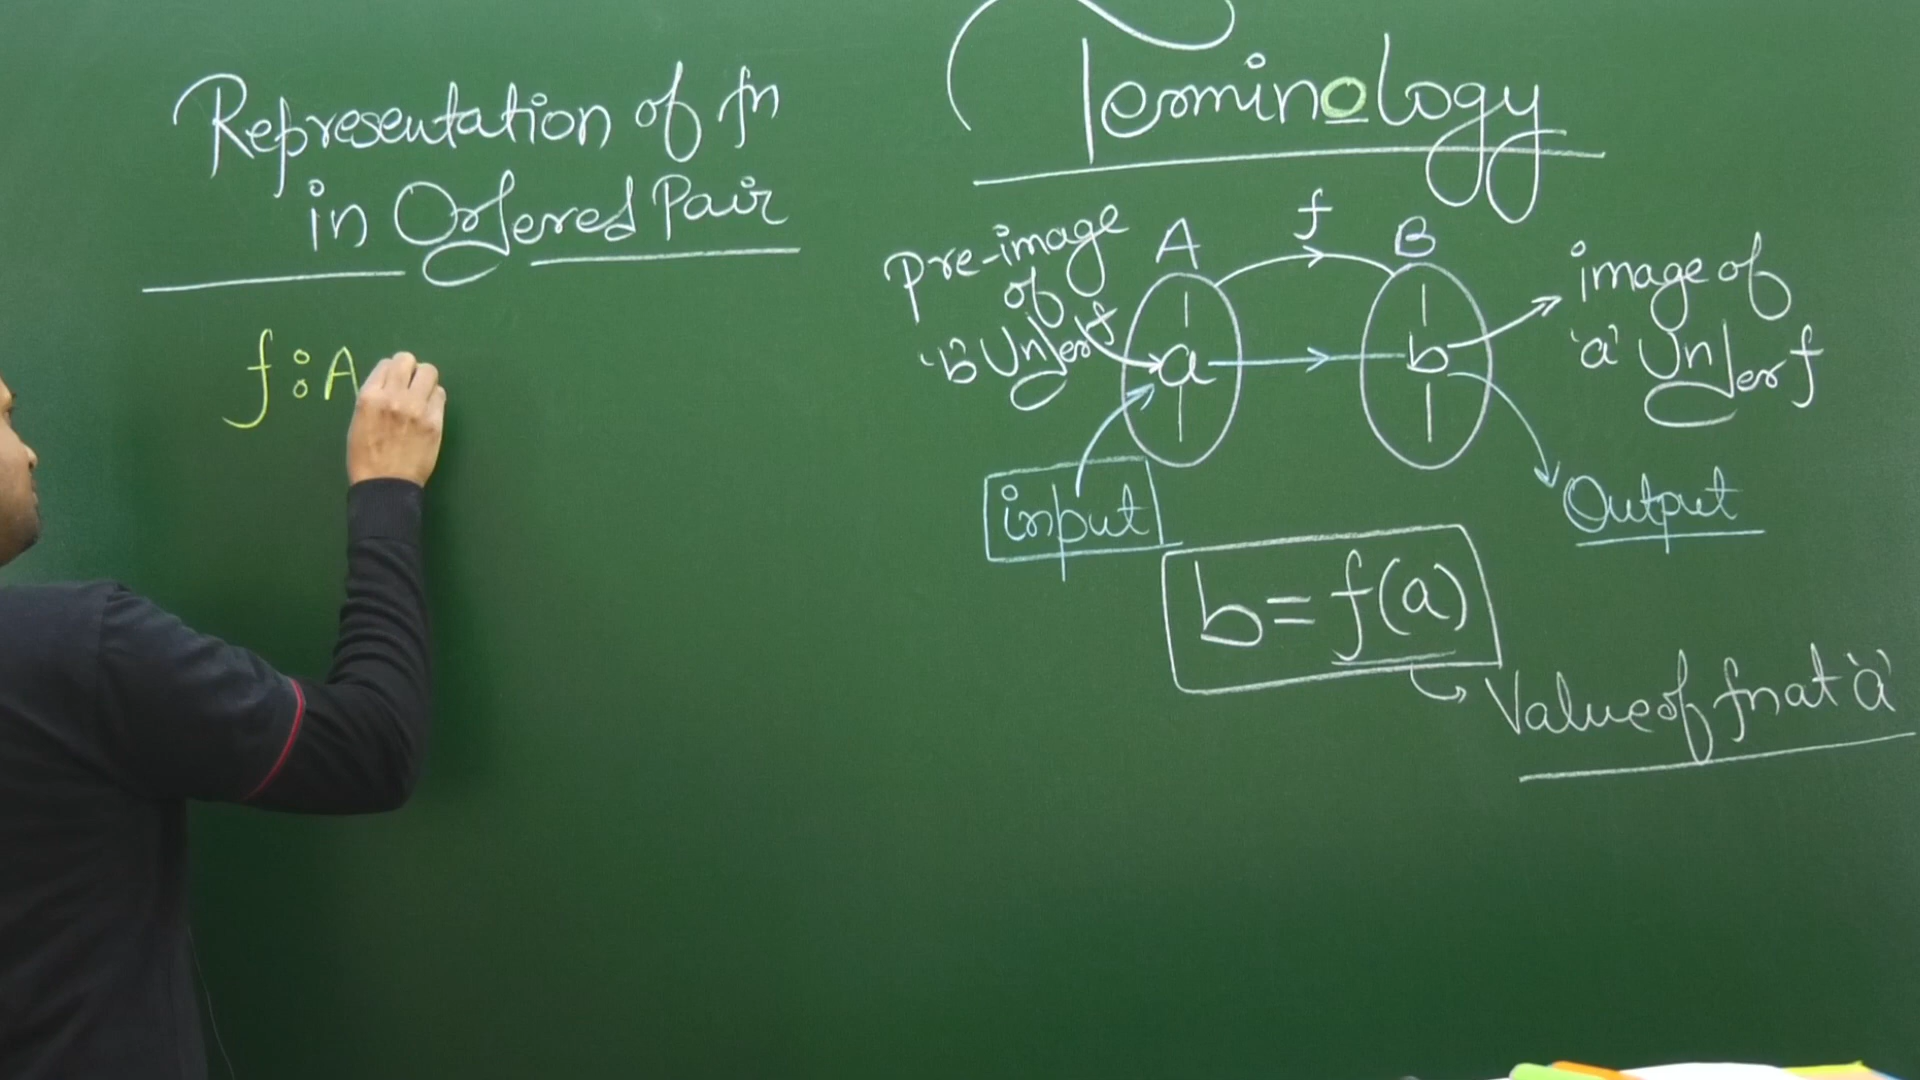 Representation of fn
in Ordered Pair
f : A
Terminology
pre-image
of
'b' Under f
A
f
B
a
b
image of
'a' Under f
input
Output
b = f(a)
Value of fn at 'a'